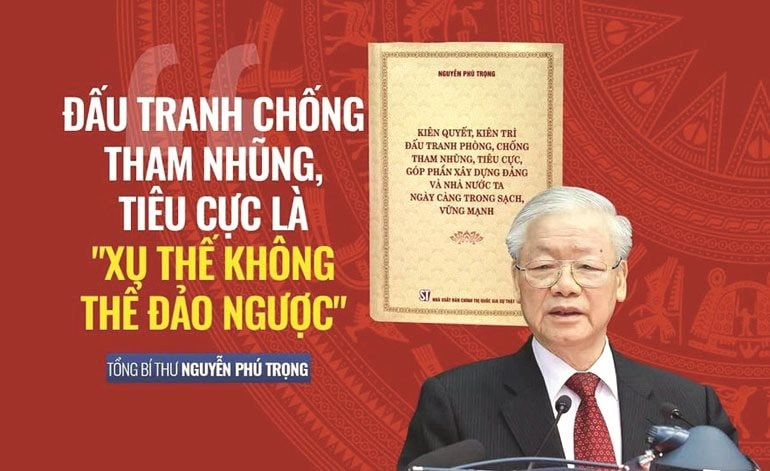 ĐẤU TRANH CHỐNG
THAM NHŨNG,
TIÊU CỰC LÀ
"XU THẾ KHÔNG
THỂ ĐẢO NGƯỢC"
TỔNG BÍ THƯ NGUYỄN PHÚ TRỌNG
NGUYỄN PHÚ TRỌNG
KIÊN QUYẾT, KIÊN TRÌ
ĐẤU TRANH PHÒNG, CHỐNG
THAM NHŨNG, TIÊU CỰC,
GÓP PHẦN XÂY DỰNG ĐẢNG
VÀ NHÀ NƯỚC TA
NGÀY CÀNG TRONG SẠCH,
VỮNG MẠNH
ST NHÀ XUẤT BẢN CHÍNH TRỊ QUỐC GIA SỰ THẬT